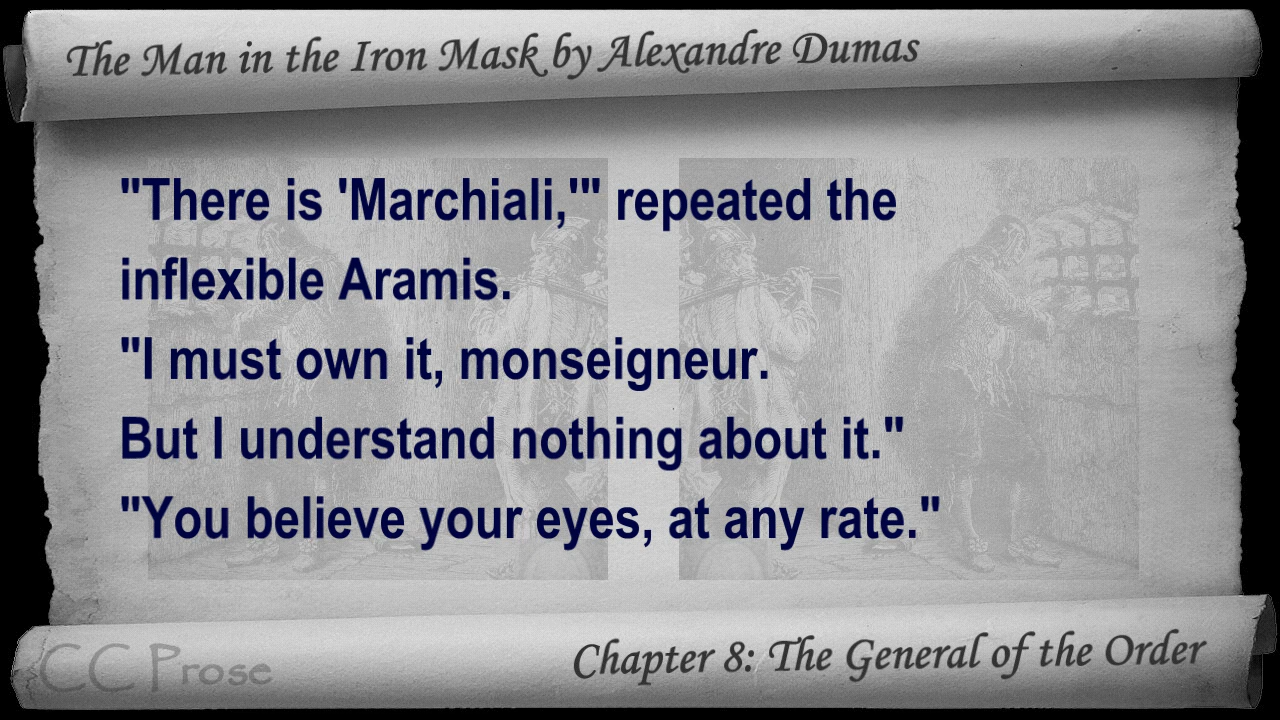 The Man in the Iron Mask by Alexandre Dumas
"There is 'Marchiali,'" repeated the
inflexible Aramis.
"I must own it, monseigneur.
But I understand nothing about it."
"You believe your eyes, at any rate."
CC Prose
Chapter 8: The General of the Order